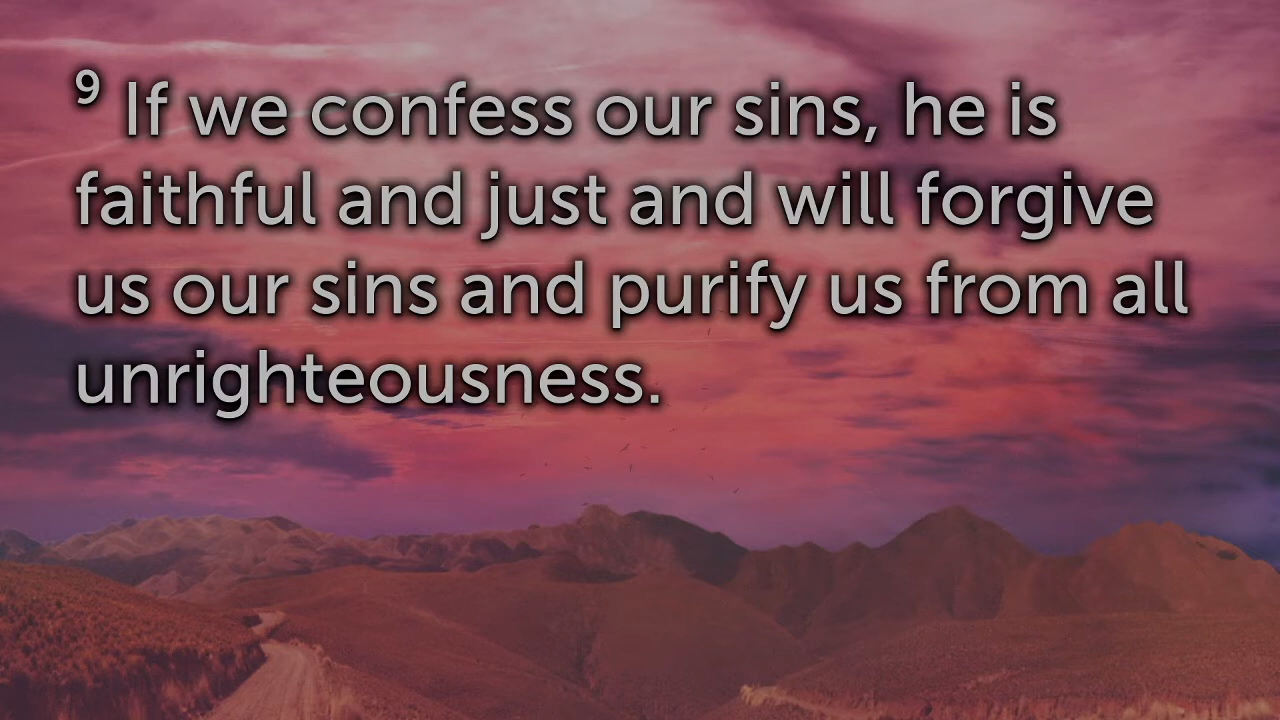 ⁹ If we confess our sins, he is
faithful and just and will forgive
us our sins and purify us from all
unrighteousness.